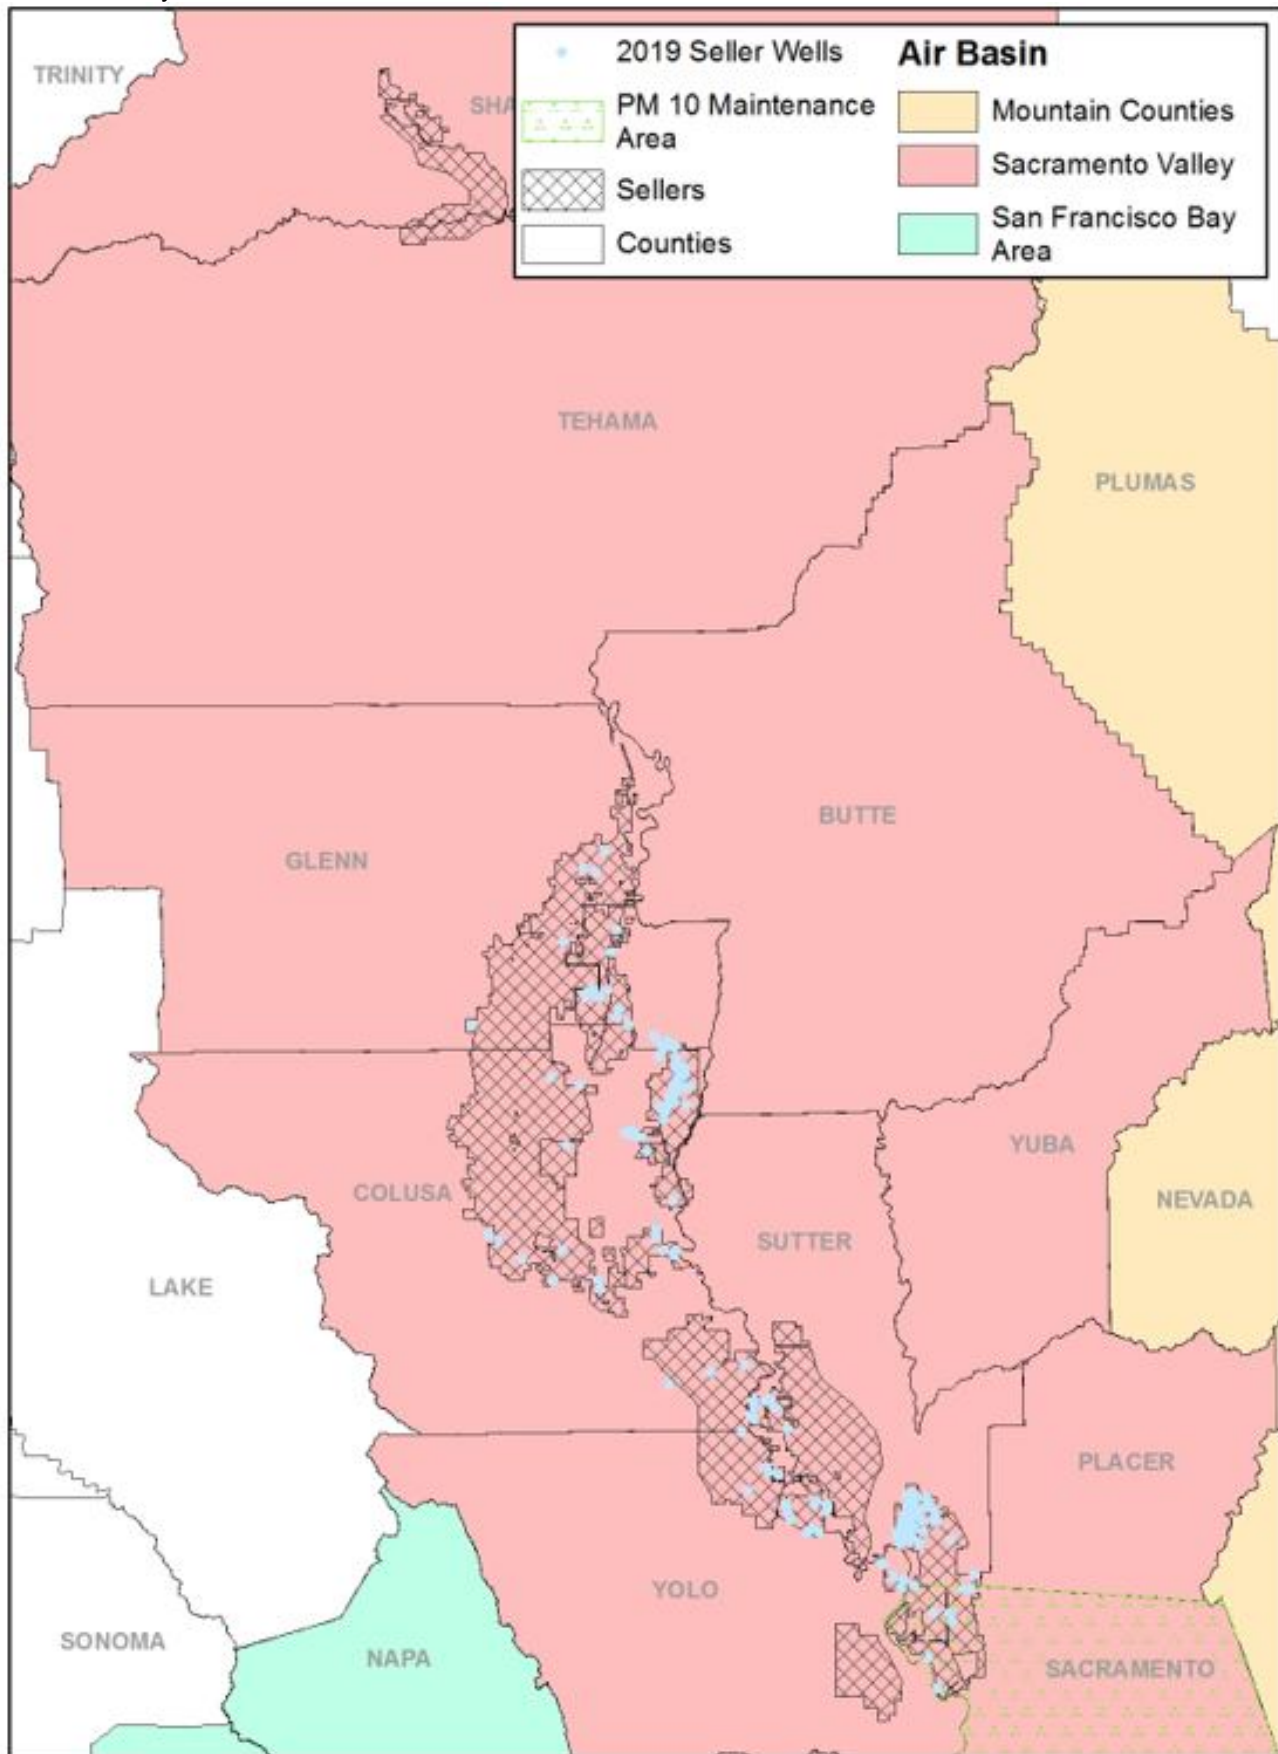 TRINITY
SHA
2019 Seller Wells
PM 10 Maintenance
Area
Sellers
Counties
Air Basin
Mountain Counties
Sacramento Valley
San Francisco Bay
Area
TEHAMA
PLUMAS
BUTTE
GLENN
YUBA
COLUSA
NEVADA
SUTTER
LAKE
PLACER
YOLO
SONOMA
NAPA
SACRAMENTO